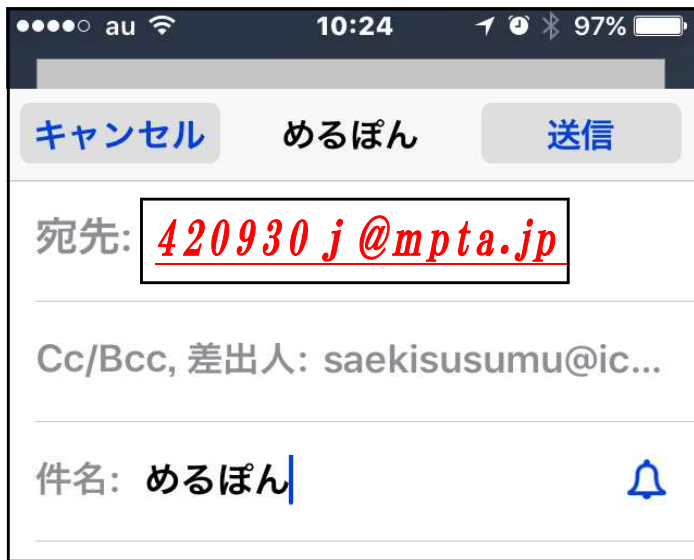 au 10:24 97%
キャンセル めるぽん 送信
宛先: 420930j@mpta.jp
Cc/Bcc, 差出人: saekisusumu@ic...
件名: めるぽん